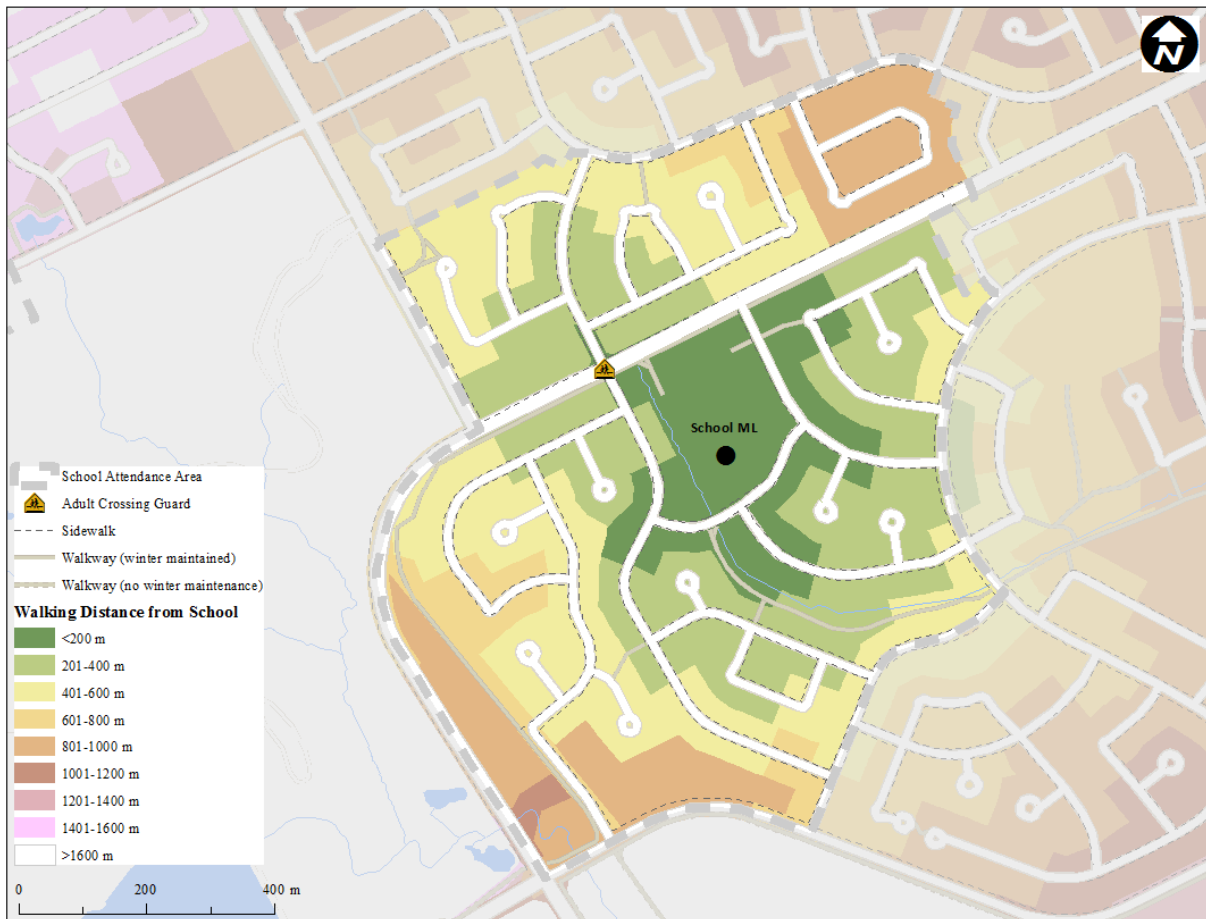 N
School ML
School Attendance Area
Adult Crossing Guard
Sidewalk
Walkway (winter maintained)
Walkway (no winter maintenance)
Walking Distance from School
<200 m
201-400 m
401-600 m
601-800 m
801-1000 m
1001-1200 m
1201-1400 m
1401-1600 m
>1600 m
0 200 400 m